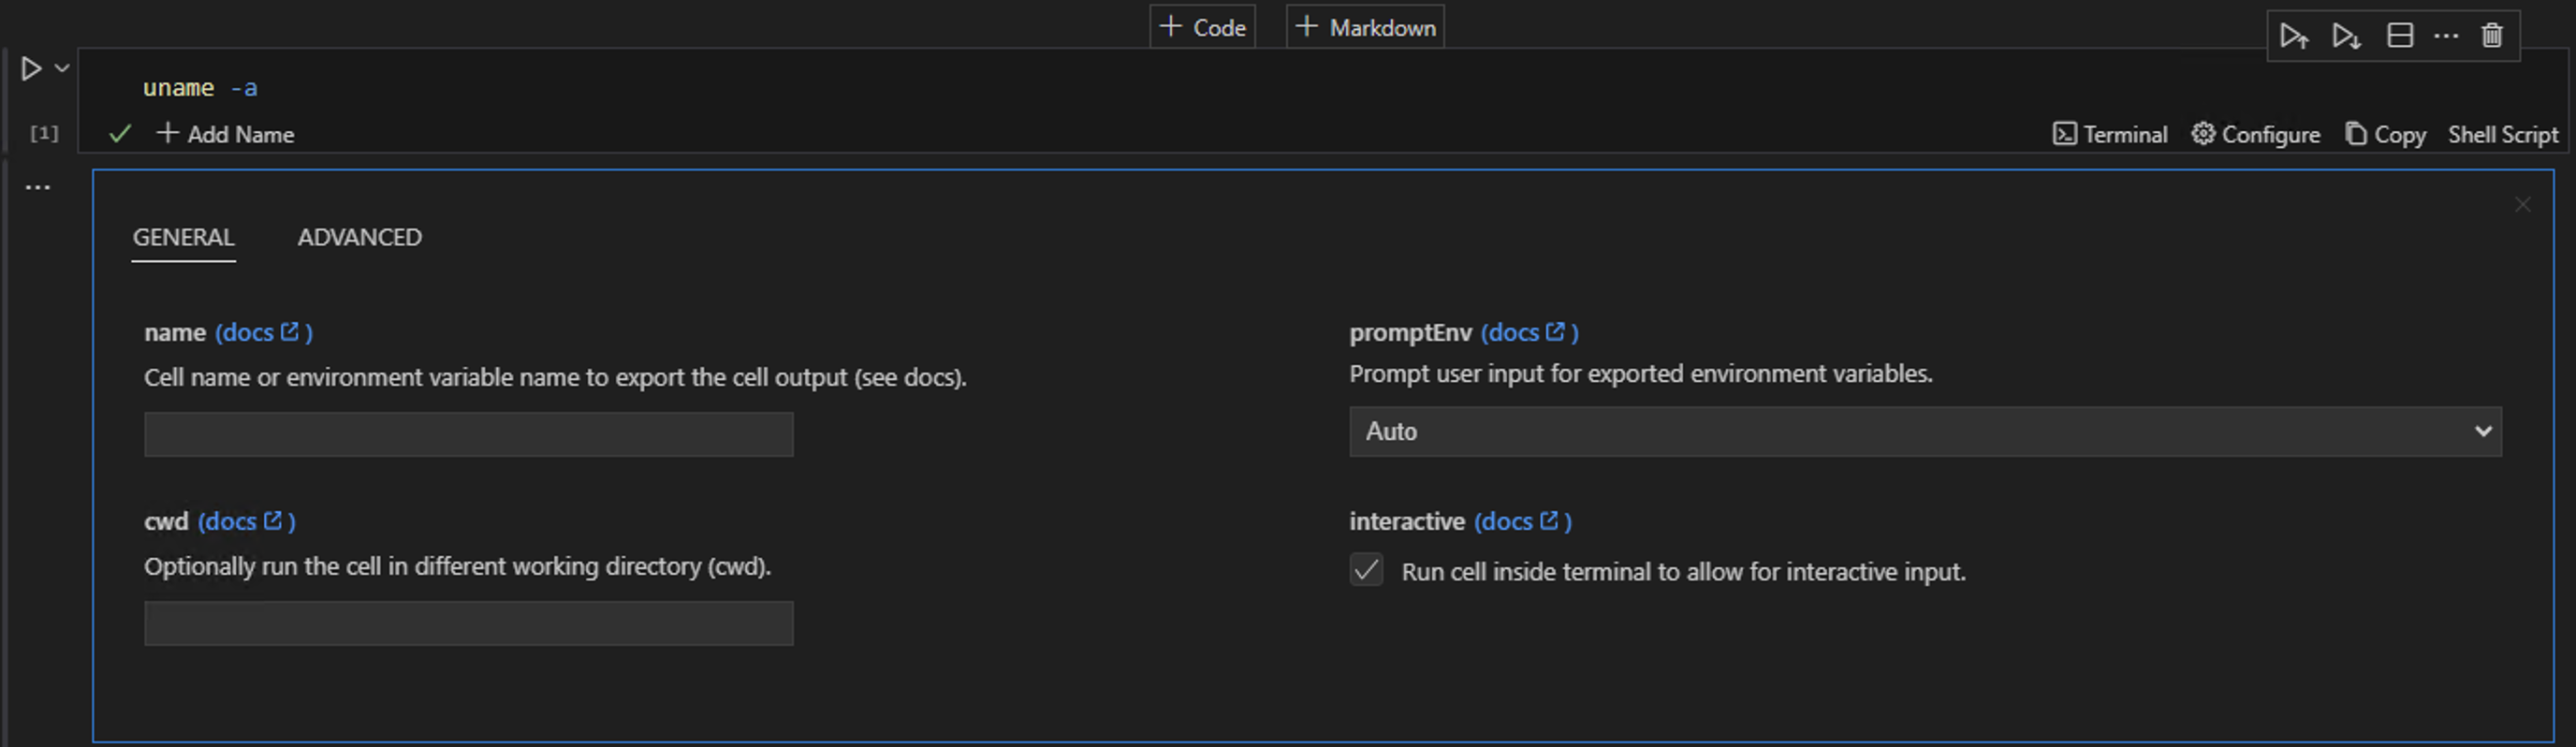 Code
Markdown
uname -a
[1]
Add Name
Terminal
Configure
Copy
Shell Script
GENERAL
ADVANCED
name (docs)
Cell name or environment variable name to export the cell output (see docs).
promptEnv (docs)
Prompt user input for exported environment variables.
Auto
cwd (docs)
Optionally run the cell in different working directory (cwd).
interactive (docs)
Run cell inside terminal to allow for interactive input.